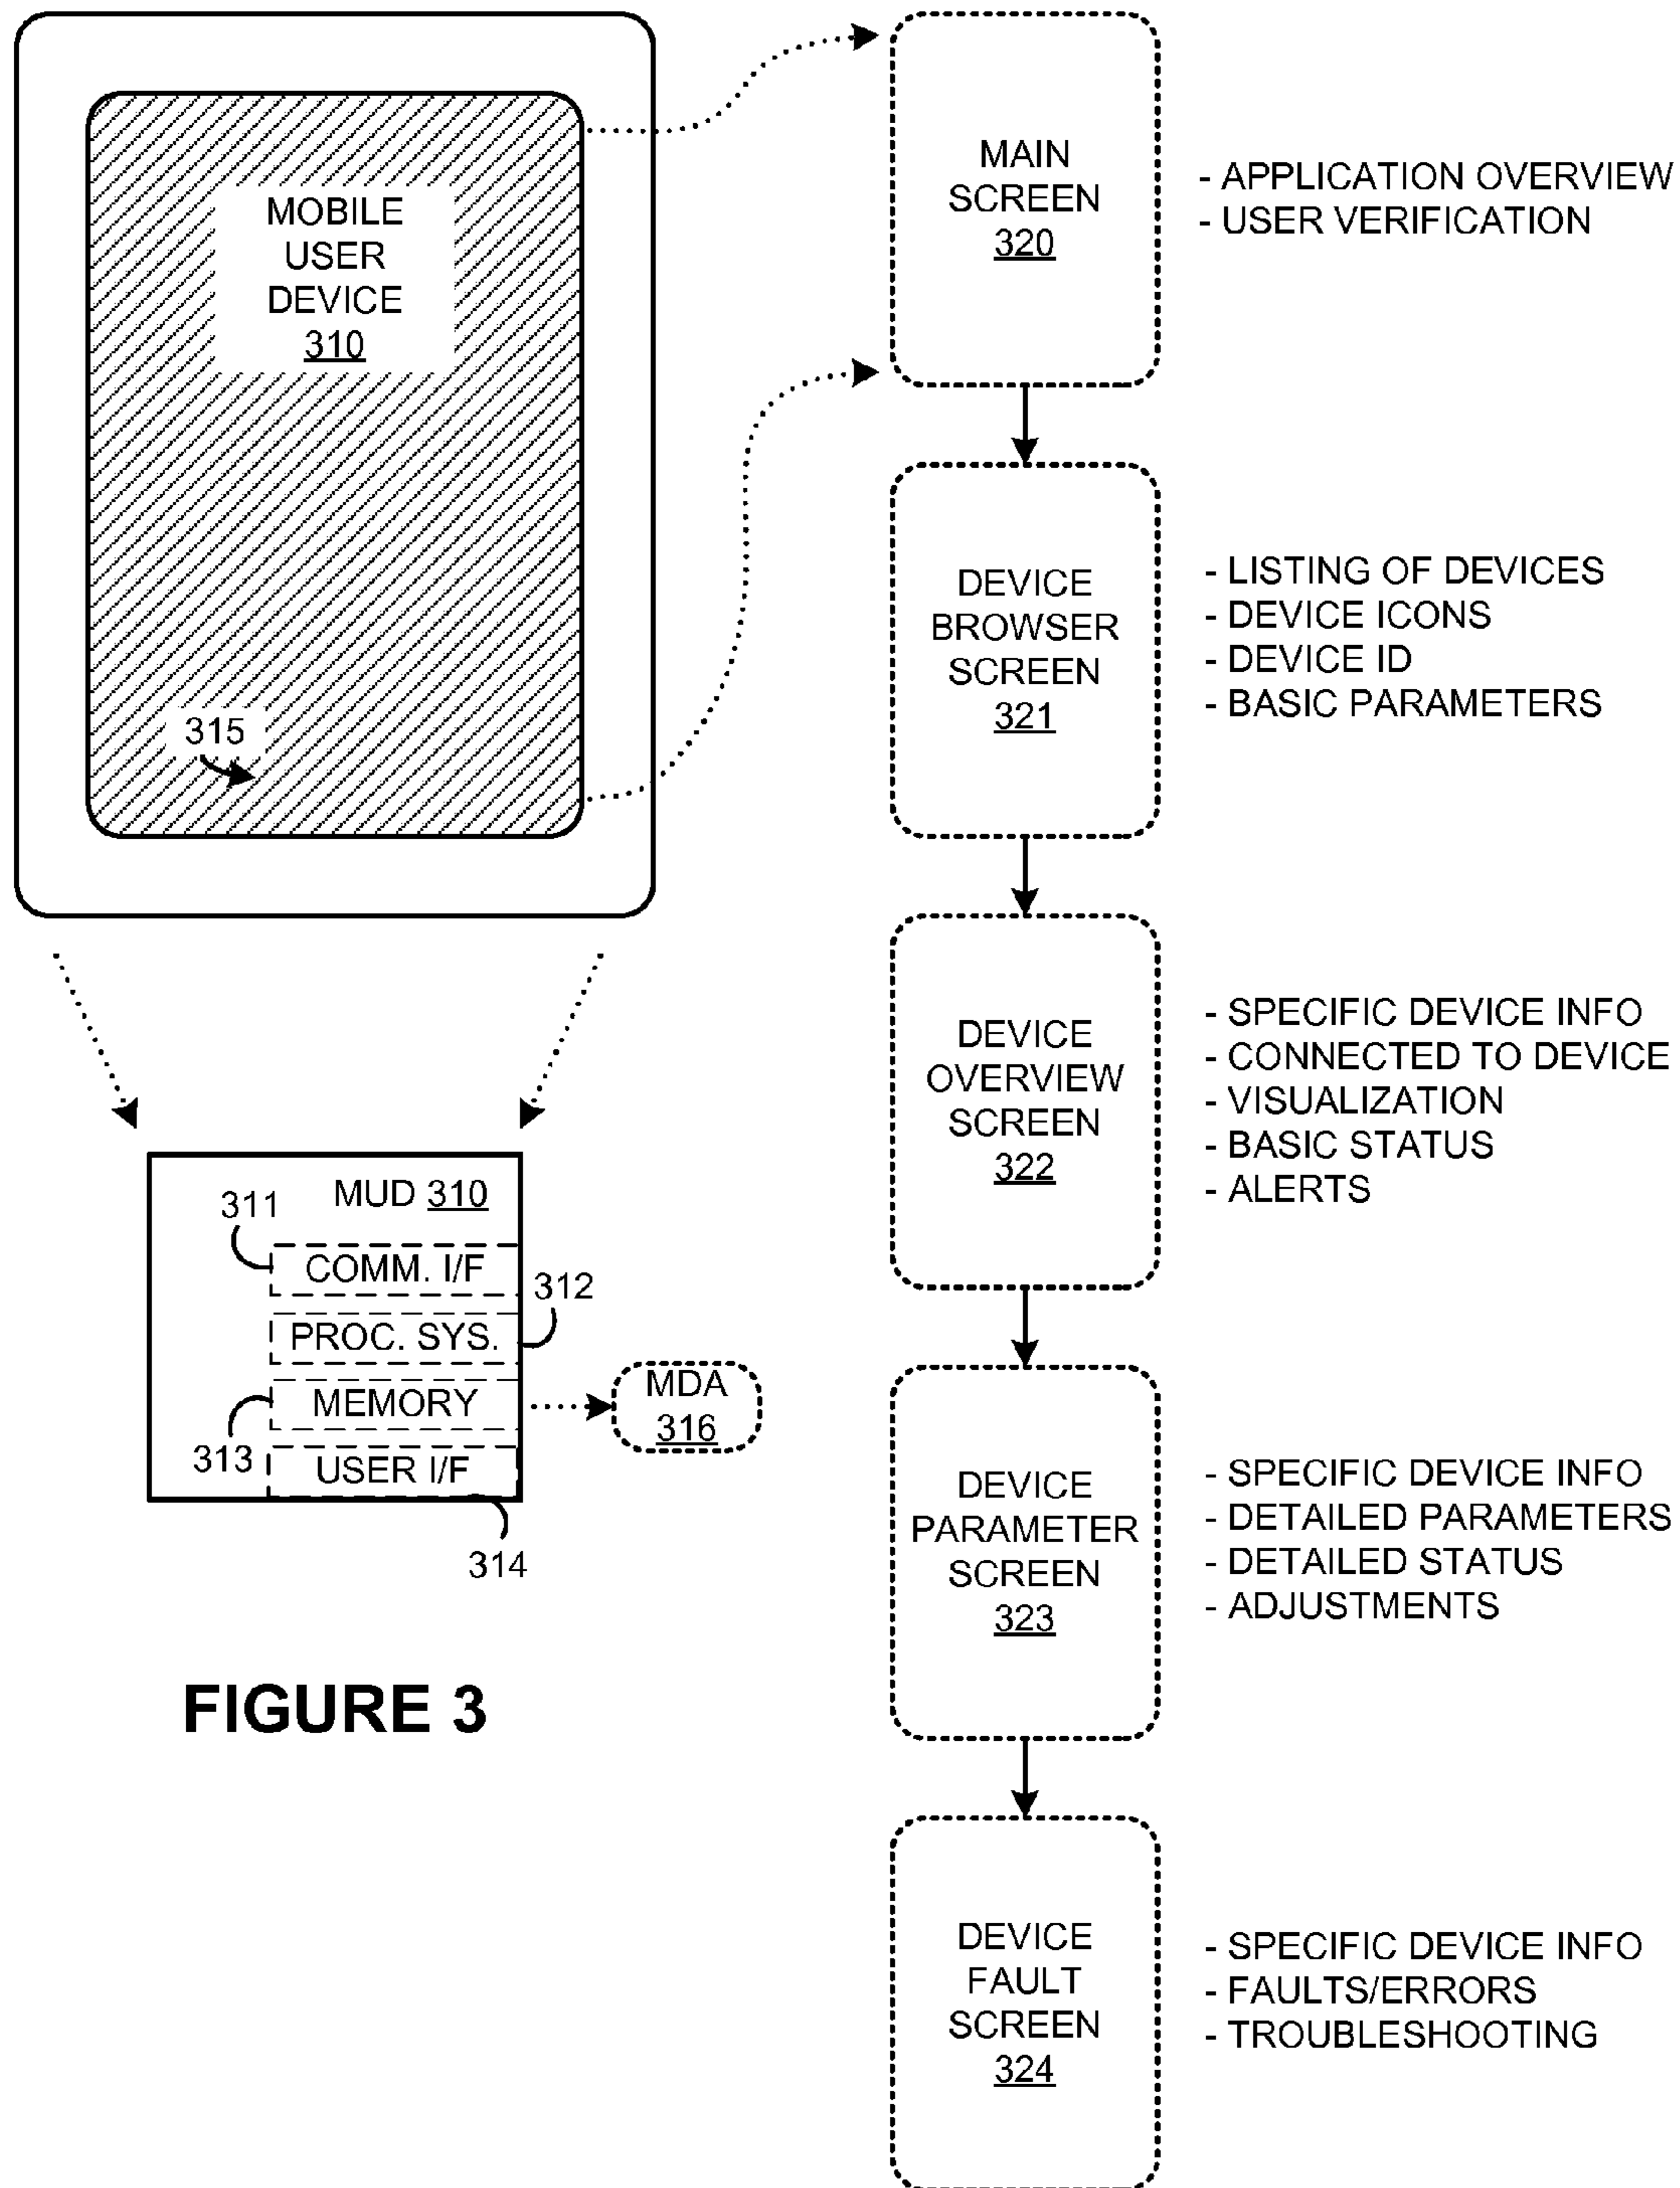 MOBILE
USER
DEVICE
310
315
MUD 310
311
COMM. I/F
312
PROC. SYS.
MEMORY
313
USER I/F
314
MDA
316
FIGURE 3
MAIN
SCREEN
320
- APPLICATION OVERVIEW
- USER VERIFICATION
DEVICE
BROWSER
SCREEN
321
- LISTING OF DEVICES
- DEVICE ICONS
- DEVICE ID
- BASIC PARAMETERS
DEVICE
OVERVIEW
SCREEN
322
- SPECIFIC DEVICE INFO
- CONNECTED TO DEVICE
- VISUALIZATION
- BASIC STATUS
- ALERTS
DEVICE
PARAMETER
SCREEN
323
- SPECIFIC DEVICE INFO
- DETAILED PARAMETERS
- DETAILED STATUS
- ADJUSTMENTS
DEVICE
FAULT
SCREEN
324
- SPECIFIC DEVICE INFO
- FAULTS/ERRORS
- TROUBLESHOOTING